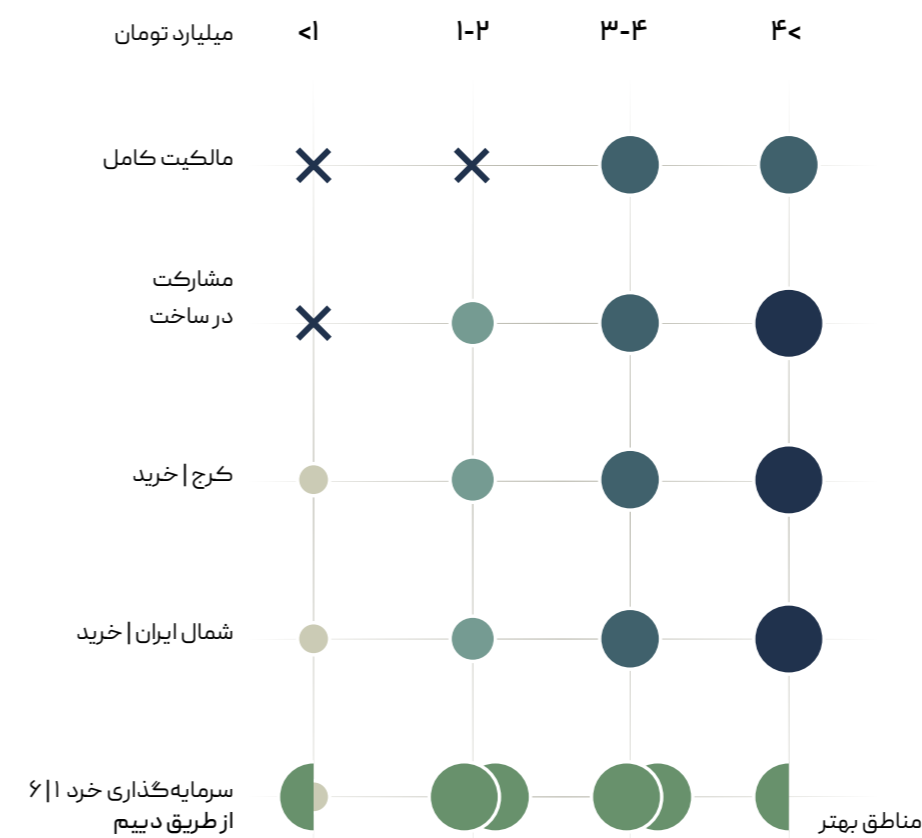 میلیارد تومان <۱ ۱-۲ ۳-۴ ۴<
مالکیت کامل
مشارکت
در ساخت
کرج | خرید
شمال ایران | خرید
سرمایه‌گذاری خرد ۱ | ۶
از طریق دییم
مناطق بهتر